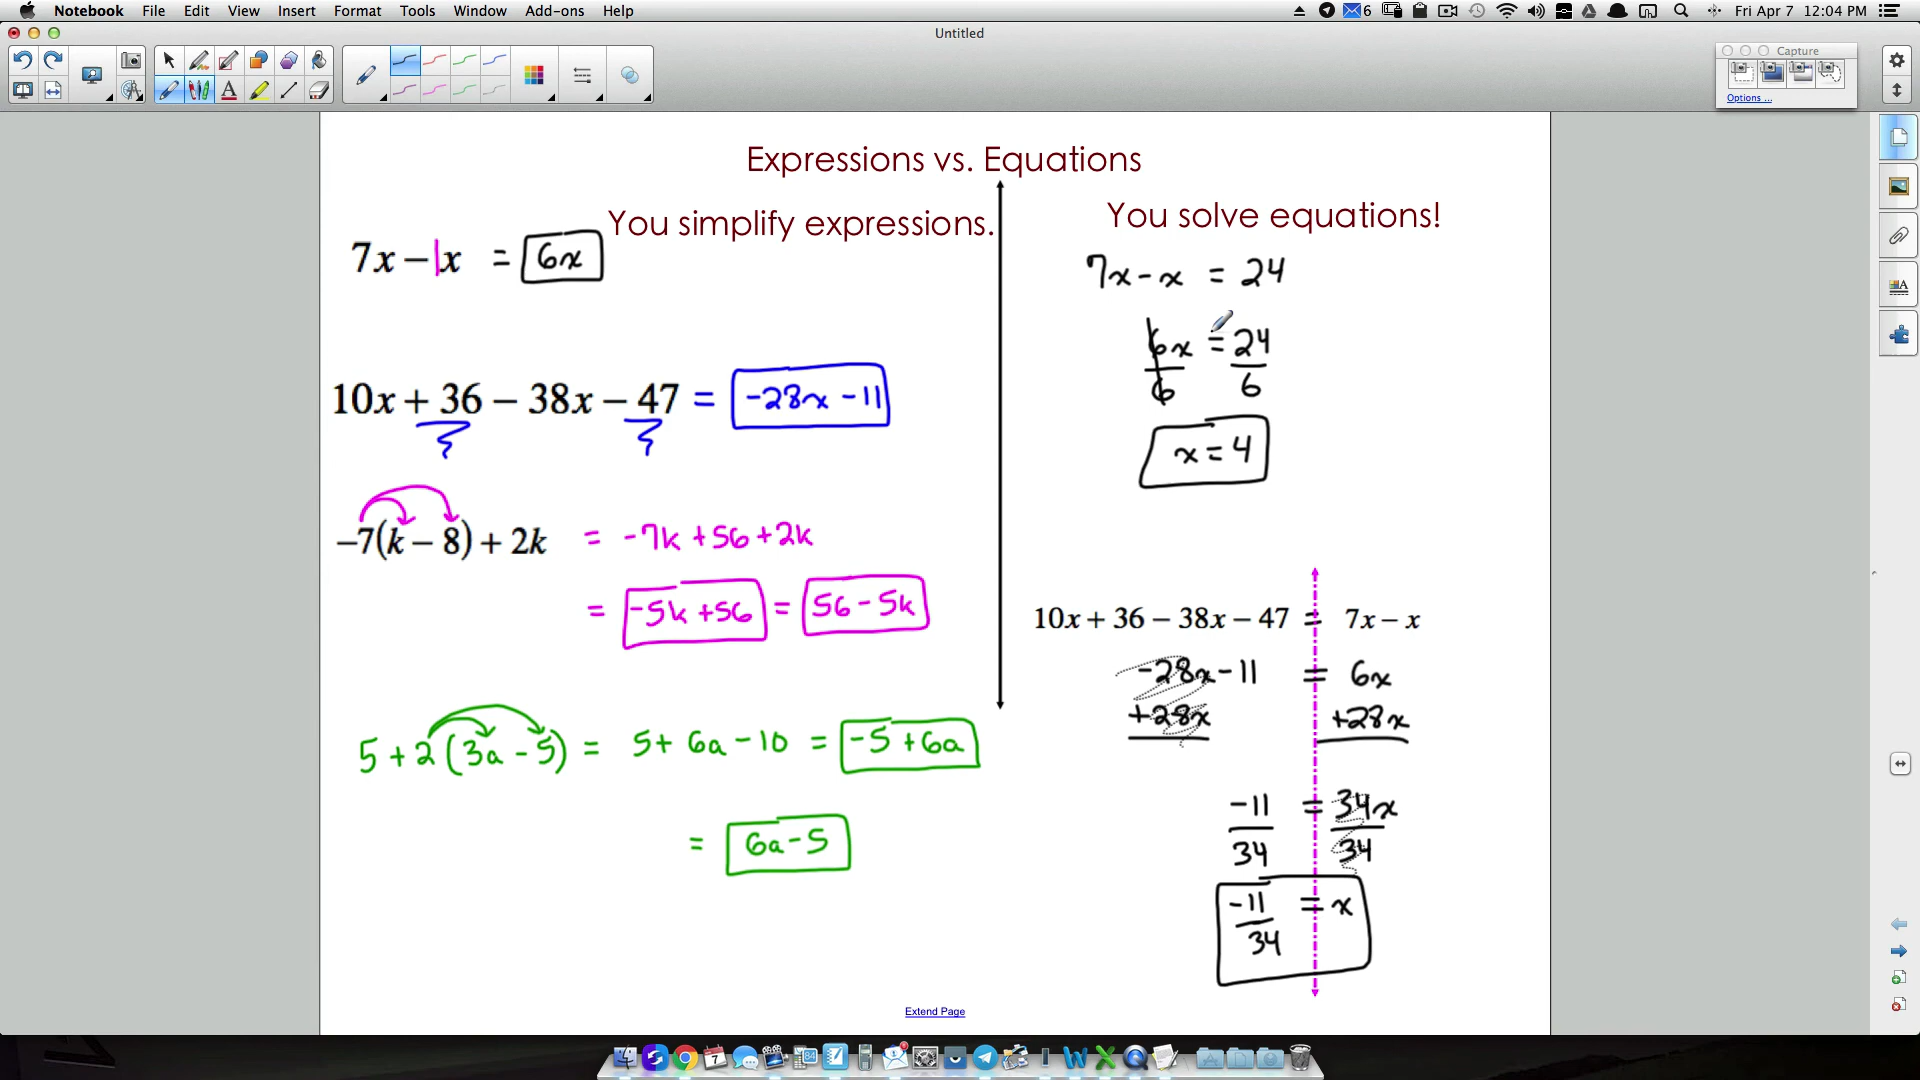 Notebook File Edit View Insert Format Tools Window Add-ons Help 6 Fri Apr 7 12:04 PM
Untitled
Capture
Options ...
Expressions vs. Equations
You simplify expressions.
You solve equations!
7x − 1x = 6x
10x + 36 − 38x − 47 = -28x - 11
−7(k − 8) + 2k = -7k + 56 + 2k
= -5k + 56 = 56 - 5k
5 + 2(3a - 5) = 5 + 6a - 10 = -5 + 6a
= 6a - 5
7x - x = 24
6x = 24
6 6
x = 4
10x + 36 − 38x − 47 = 7x − x
-28x - 11 = 6x
+28x +28x
-11 = 34x
34 34
-11 = x
34
Extend Page
7